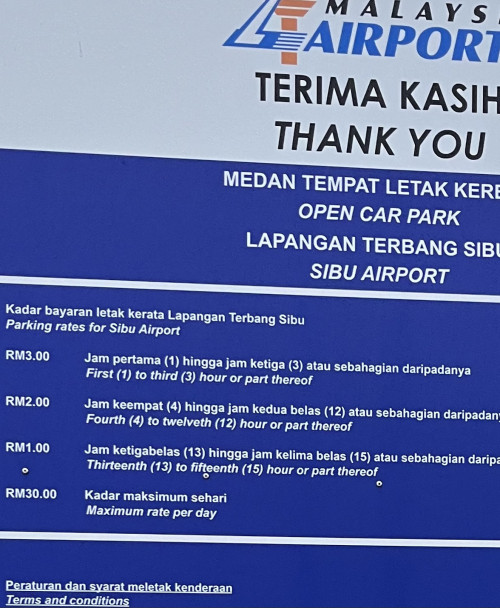 MALAYS
AIRPORT
TERIMA KASIH
THANK YOU
MEDAN TEMPAT LETAK KERE
OPEN CAR PARK
LAPANGAN TERBANG SIBU
SIBU AIRPORT
Kadar bayaran letak kerata Lapangan Terbang Sibu
Parking rates for Sibu Airport
RM3.00 Jam pertama (1) hingga jam ketiga (3) atau sebahagian daripadanya
First (1) to third (3) hour or part thereof
RM2.00 Jam keempat (4) hingga jam kedua belas (12) atau sebahagian daripadan
Fourth (4) to twelveth (12) hour or part thereof
RM1.00 Jam ketigabelas (13) hingga jam kelima belas (15) atau sebahagian daripa
Thirteenth (13) to fifteenth (15) hour or part thereof
RM30.00 Kadar maksimum sehari
Maximum rate per day
Peraturan dan syarat meletak kenderaan
Terms and conditions